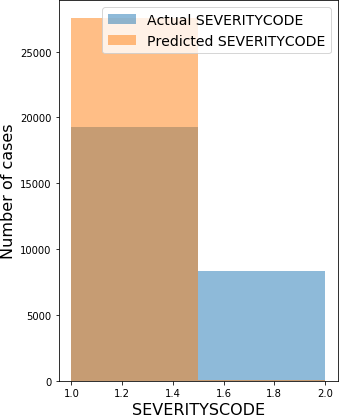 Actual SEVERITYCODE
Predicted SEVERITYCODE
Number of cases
25000
20000
15000
10000
5000
0
1.0 1.2 1.4 1.6 1.8 2.0
SEVERITYSCODE